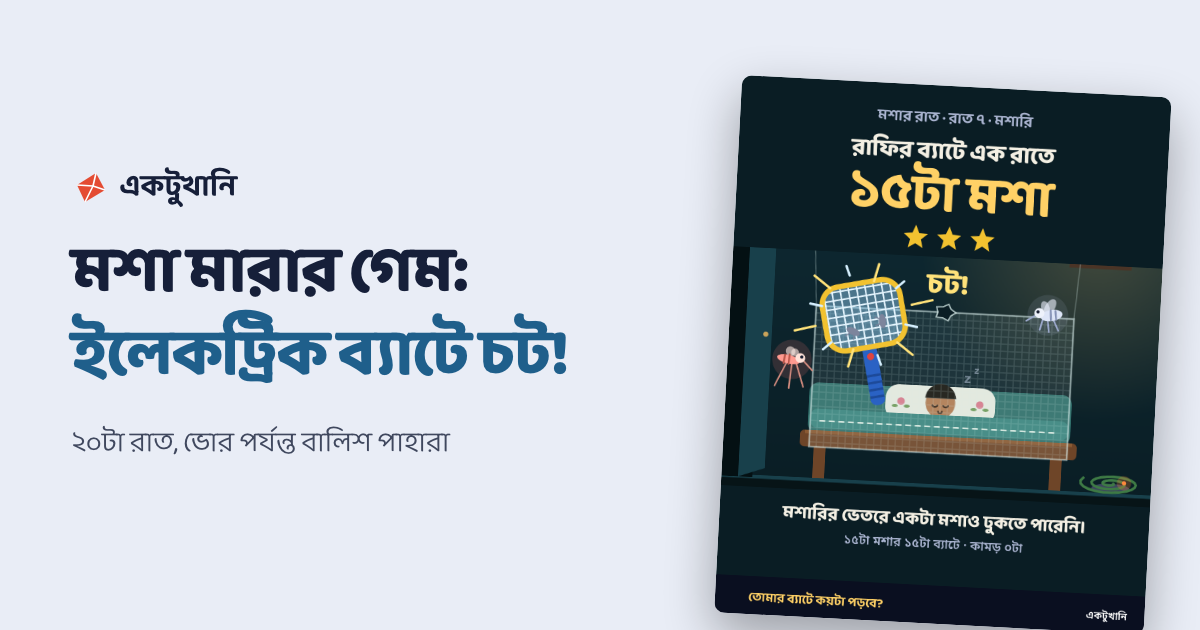 একটুখানি
মশা মারার গেম:
ইলেকট্রিক ব্যাটে চট!
২০টা রাত, ভোর পর্যন্ত বালিশ পাহারা
মশার রাত · রাত ৭ · মশারি
রাফির ব্যাটে এক রাতে
১৫টা মশা
চট!
z
z
মশারির ভেতরে একটা মশাও ঢুকতে পারেনি।
১৫টা মশার ১৫টা ব্যাটে · কামড় ০টা
তোমার ব্যাটে কয়টা পড়বে?
একটুখানি